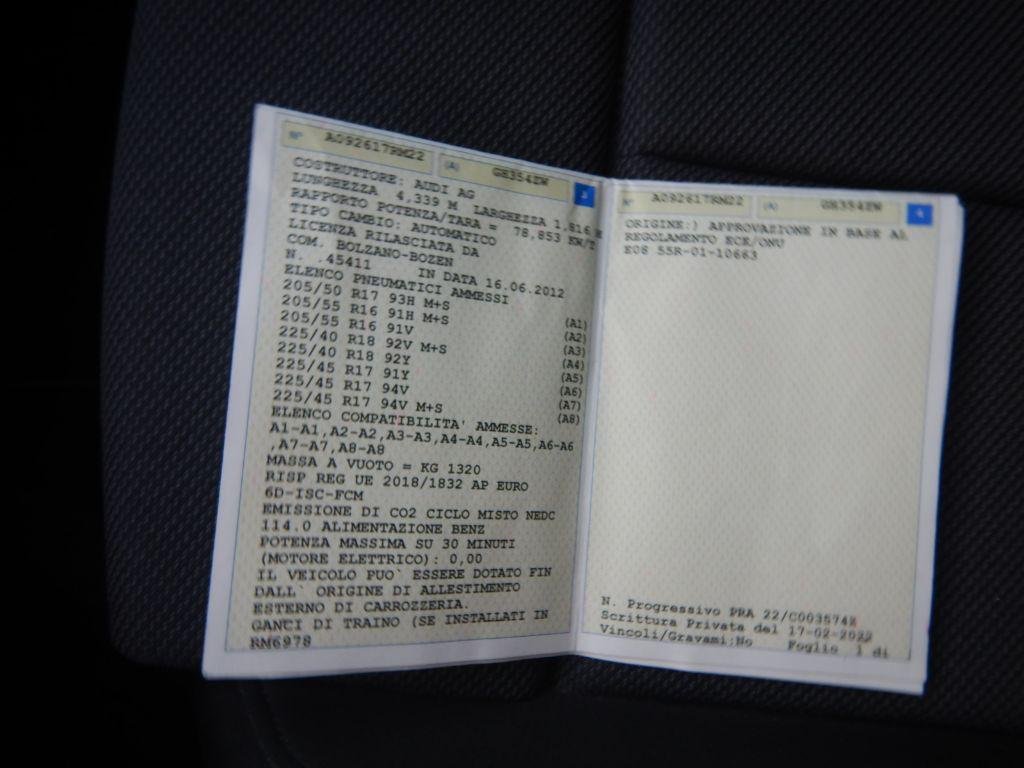 N° A092617RM22 (A) GH354ZW 3
COSTRUTTORE: AUDI AG
LUNGHEZZA 4,339 M LARGHEZZA 1,816 M
RAPPORTO POTENZA/TARA = 78,853 KW/T
TIPO CAMBIO: AUTOMATICO
LICENZA RILASCIATA DA
COM. BOLZANO-BOZEN
N. .45411 IN DATA 16.06.2012
ELENCO PNEUMATICI AMMESSI
205/50 R17 93H M+S (A1)
205/55 R16 91H M+S (A2)
205/55 R16 91V (A3)
225/40 R18 92V M+S (A4)
225/40 R18 92Y (A5)
225/45 R17 91Y (A6)
225/45 R17 94V (A7)
225/45 R17 94V M+S (A8)
ELENCO COMPATIBILITA' AMMESSE:
A1-A1,A2-A2,A3-A3,A4-A4,A5-A5,A6-A6
,A7-A7,A8-A8
MASSA A VUOTO = KG 1320
RISP REG UE 2018/1832 AP EURO
6D-ISC-FCM
EMISSIONE DI CO2 CICLO MISTO NEDC
114.0 ALIMENTAZIONE BENZ
POTENZA MASSIMA SU 30 MINUTI
(MOTORE ELETTRICO): 0,00
IL VEICOLO PUO` ESSERE DOTATO FIN
DALL` ORIGINE DI ALLESTIMENTO
ESTERNO DI CARROZZERIA.
GANCI DI TRAINO (SE INSTALLATI IN
RM6978
N° A092617RM22 (A) GH354ZW 4
ORIGINE:) APPROVAZIONE IN BASE AL
REGOLAMENTO ECE/ONU
E08 55R-01-10663
N. Progressivo PRA 22/C003574Z
Scrittura Privata del 17-02-2022
Vincoli/Gravami:No Foglio 1 di